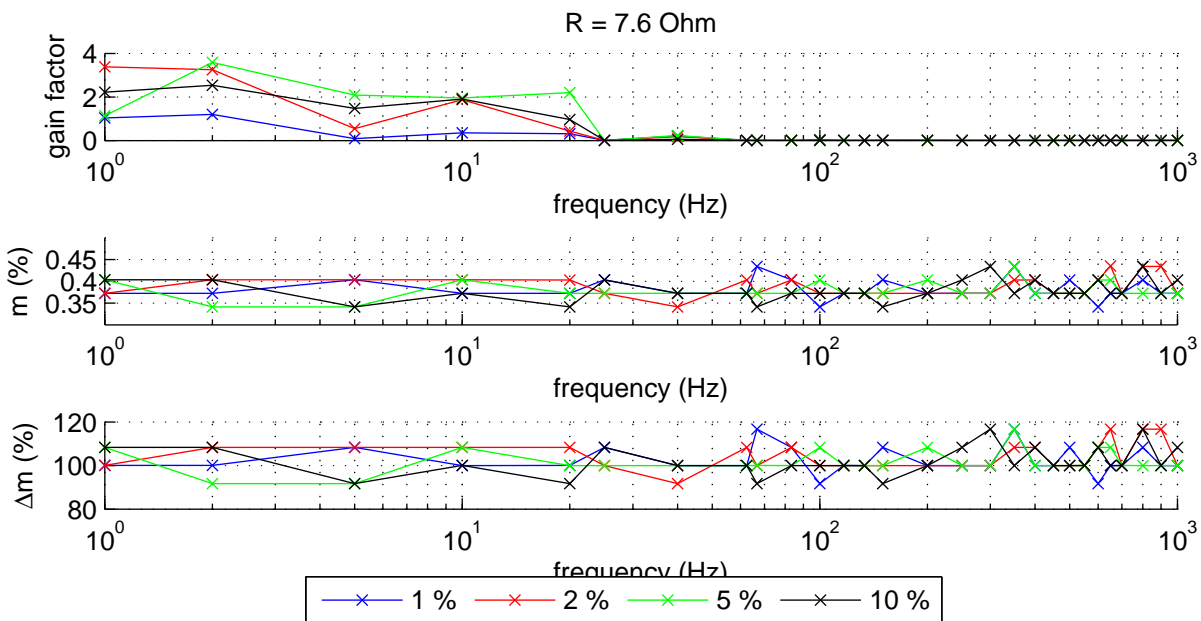 R = 7.6 Ohm
gain factor
4
2
0
10^0 10^1 10^2 10^3
frequency (Hz)
m (%)
0.45
0.4
0.35
10^0 10^1 10^2 10^3
frequency (Hz)
Δm (%)
120
100
80
10^0 10^1 10^2 10^3
frequency (Hz)
1 % 2 % 5 % 10 %